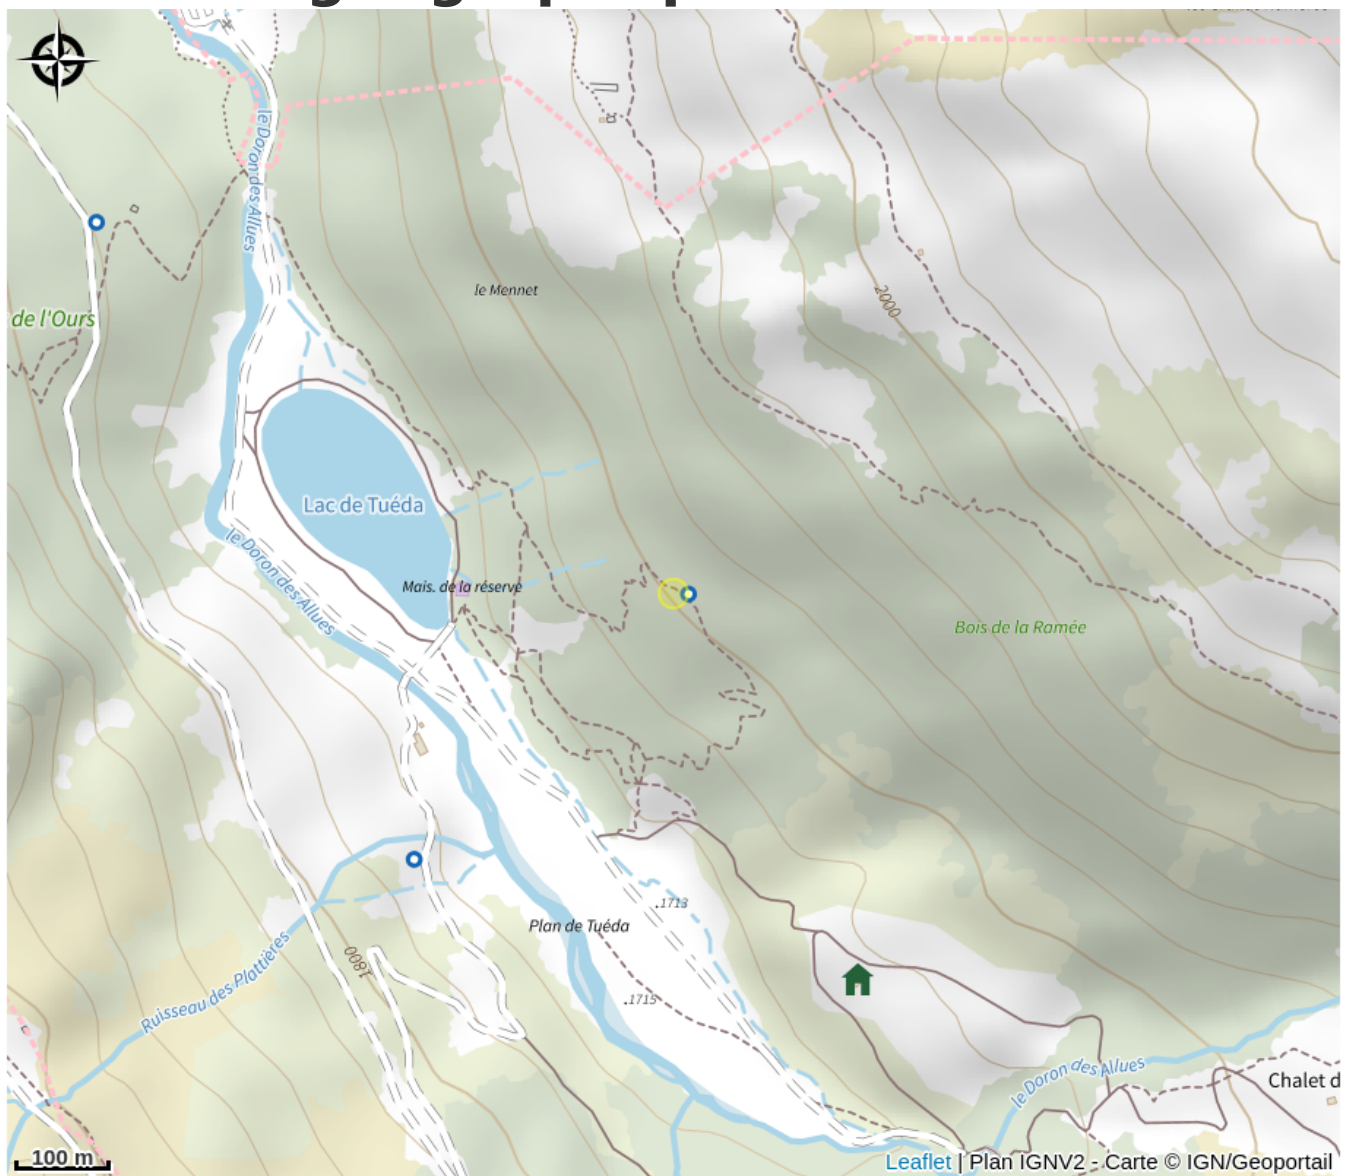 le Doron des Allues
le Mennet
de l'Ours
2000
Lac de Tuéda
le Doron des Allues
Mais. de la réserve
Bois de la Ramée
.1713
Plan de Tuéda
1800
Ruisseau des Plattières
.1715
le Doron des Allues
Chalet d
100 m
Leaflet | Plan IGNV2 - Carte © IGN/Geoportail